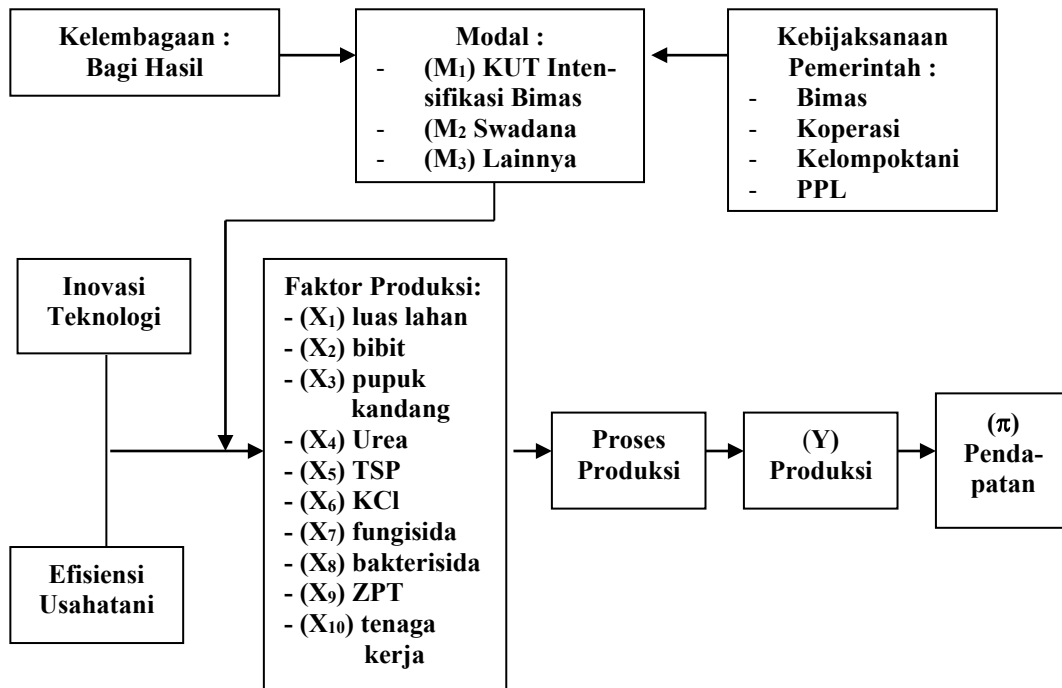 Kelembagaan :
Bagi Hasil
Modal :
- (M₁) KUT Inten-
sifikasi Bimas
- (M₂ Swadana
- (M₃) Lainnya
Kebijaksanaan
Pemerintah :
- Bimas
- Koperasi
- Kelompoktani
- PPL
Inovasi
Teknologi
Efisiensi
Usahatani
Faktor Produksi:
- (X₁) luas lahan
- (X₂) bibit
- (X₃) pupuk
kandang
- (X₄) Urea
- (X₅) TSP
- (X₆) KCl
- (X₇) fungisida
- (X₈) bakterisida
- (X₉) ZPT
- (X₁₀) tenaga
kerja
Proses
Produksi
(Y)
Produksi
(π)
Penda-
patan